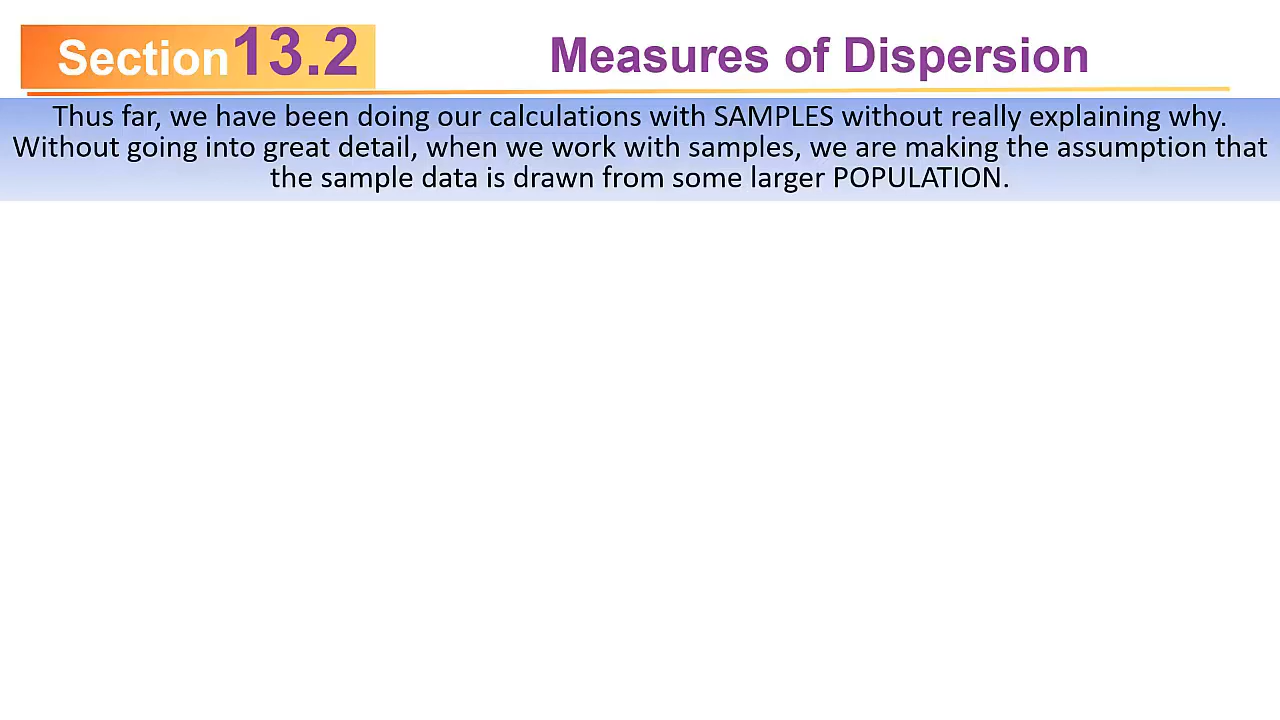 Section 13.2 Measures of Dispersion
Thus far, we have been doing our calculations with SAMPLES without really explaining why.
Without going into great detail, when we work with samples, we are making the assumption that
the sample data is drawn from some larger POPULATION.